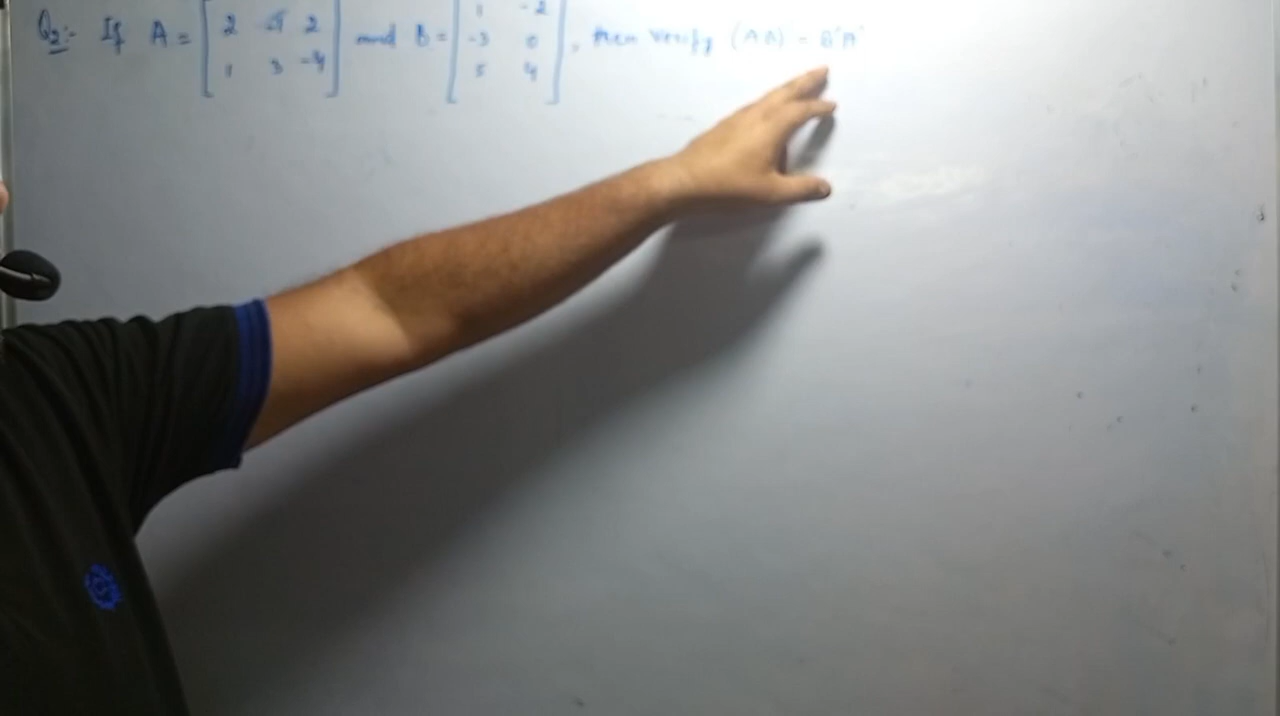 Q2:- If A = [ 2 -1 2 ] and B = [ 1 -2 ], then verify (AB)' = B'A'
1 3 -4
-3 0
5 4